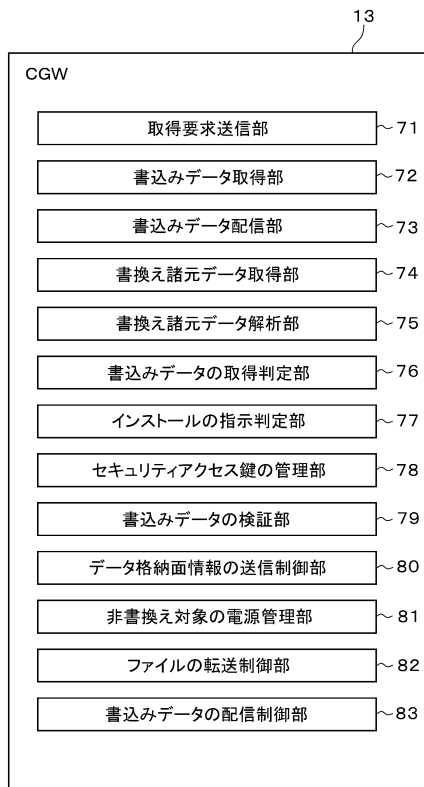 13
CGW
取得要求送信部 71
書込みデータ取得部 72
書込みデータ配信部 73
書換え諸元データ取得部 74
書換え諸元データ解析部 75
書込みデータの取得判定部 76
インストールの指示判定部 77
セキュリティアクセス鍵の管理部 78
書込みデータの検証部 79
データ格納面情報の送信制御部 80
非書換え対象の電源管理部 81
ファイルの転送制御部 82
書込みデータの配信制御部 83